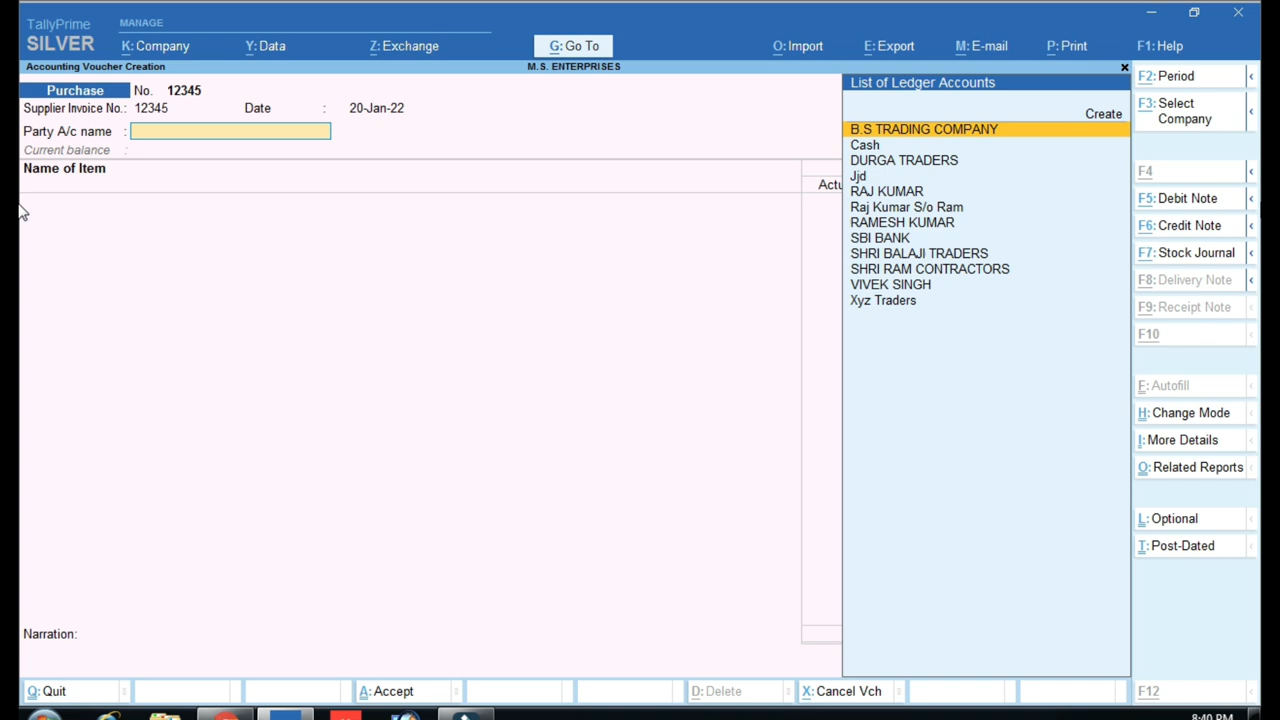 TallyPrime
MANAGE
SILVER
K: Company
Y: Data
Z: Exchange
G: Go To
O: Import
E: Export
M: E-mail
P: Print
F1: Help
Accounting Voucher Creation
M.S. ENTERPRISES
Purchase No. 12345
Supplier Invoice No.: 12345 Date : 20-Jan-22
Party A/c name :
Current balance :
Name of Item
Actu
Narration:
List of Ledger Accounts
Create
B.S TRADING COMPANY
Cash
DURGA TRADERS
Jjd
RAJ KUMAR
Raj Kumar S/o Ram
RAMESH KUMAR
SBI BANK
SHRI BALAJI TRADERS
SHRI RAM CONTRACTORS
VIVEK SINGH
Xyz Traders
F2: Period
F3: Select
Company
F4
F5: Debit Note
F6: Credit Note
F7: Stock Journal
F8: Delivery Note
F9: Receipt Note
F10
F: Autofill
H: Change Mode
I: More Details
O: Related Reports
L: Optional
T: Post-Dated
Q: Quit
A: Accept
D: Delete
X: Cancel Vch
F12
8:40 PM